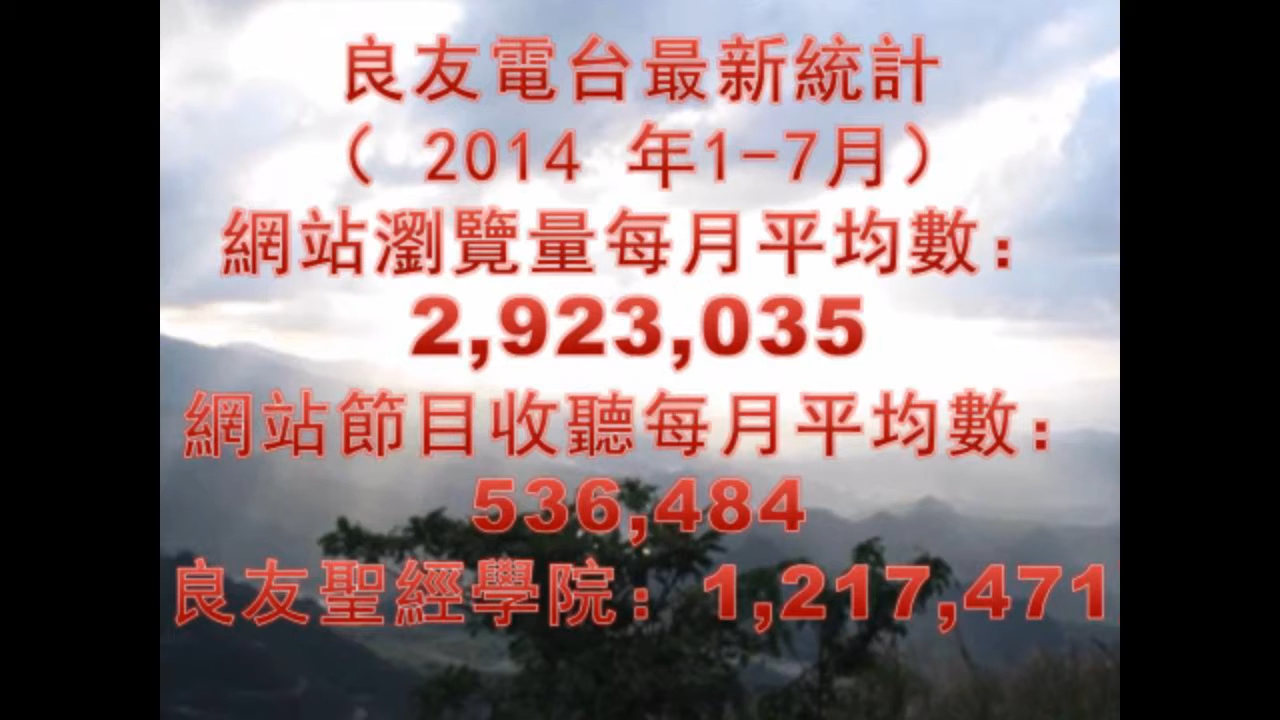 良友電台最新統計
（ 2014 年1-7月）
網站瀏覽量每月平均數：
2,923,035
網站節目收聽每月平均數：
536,484
良友聖經學院：1,217,471